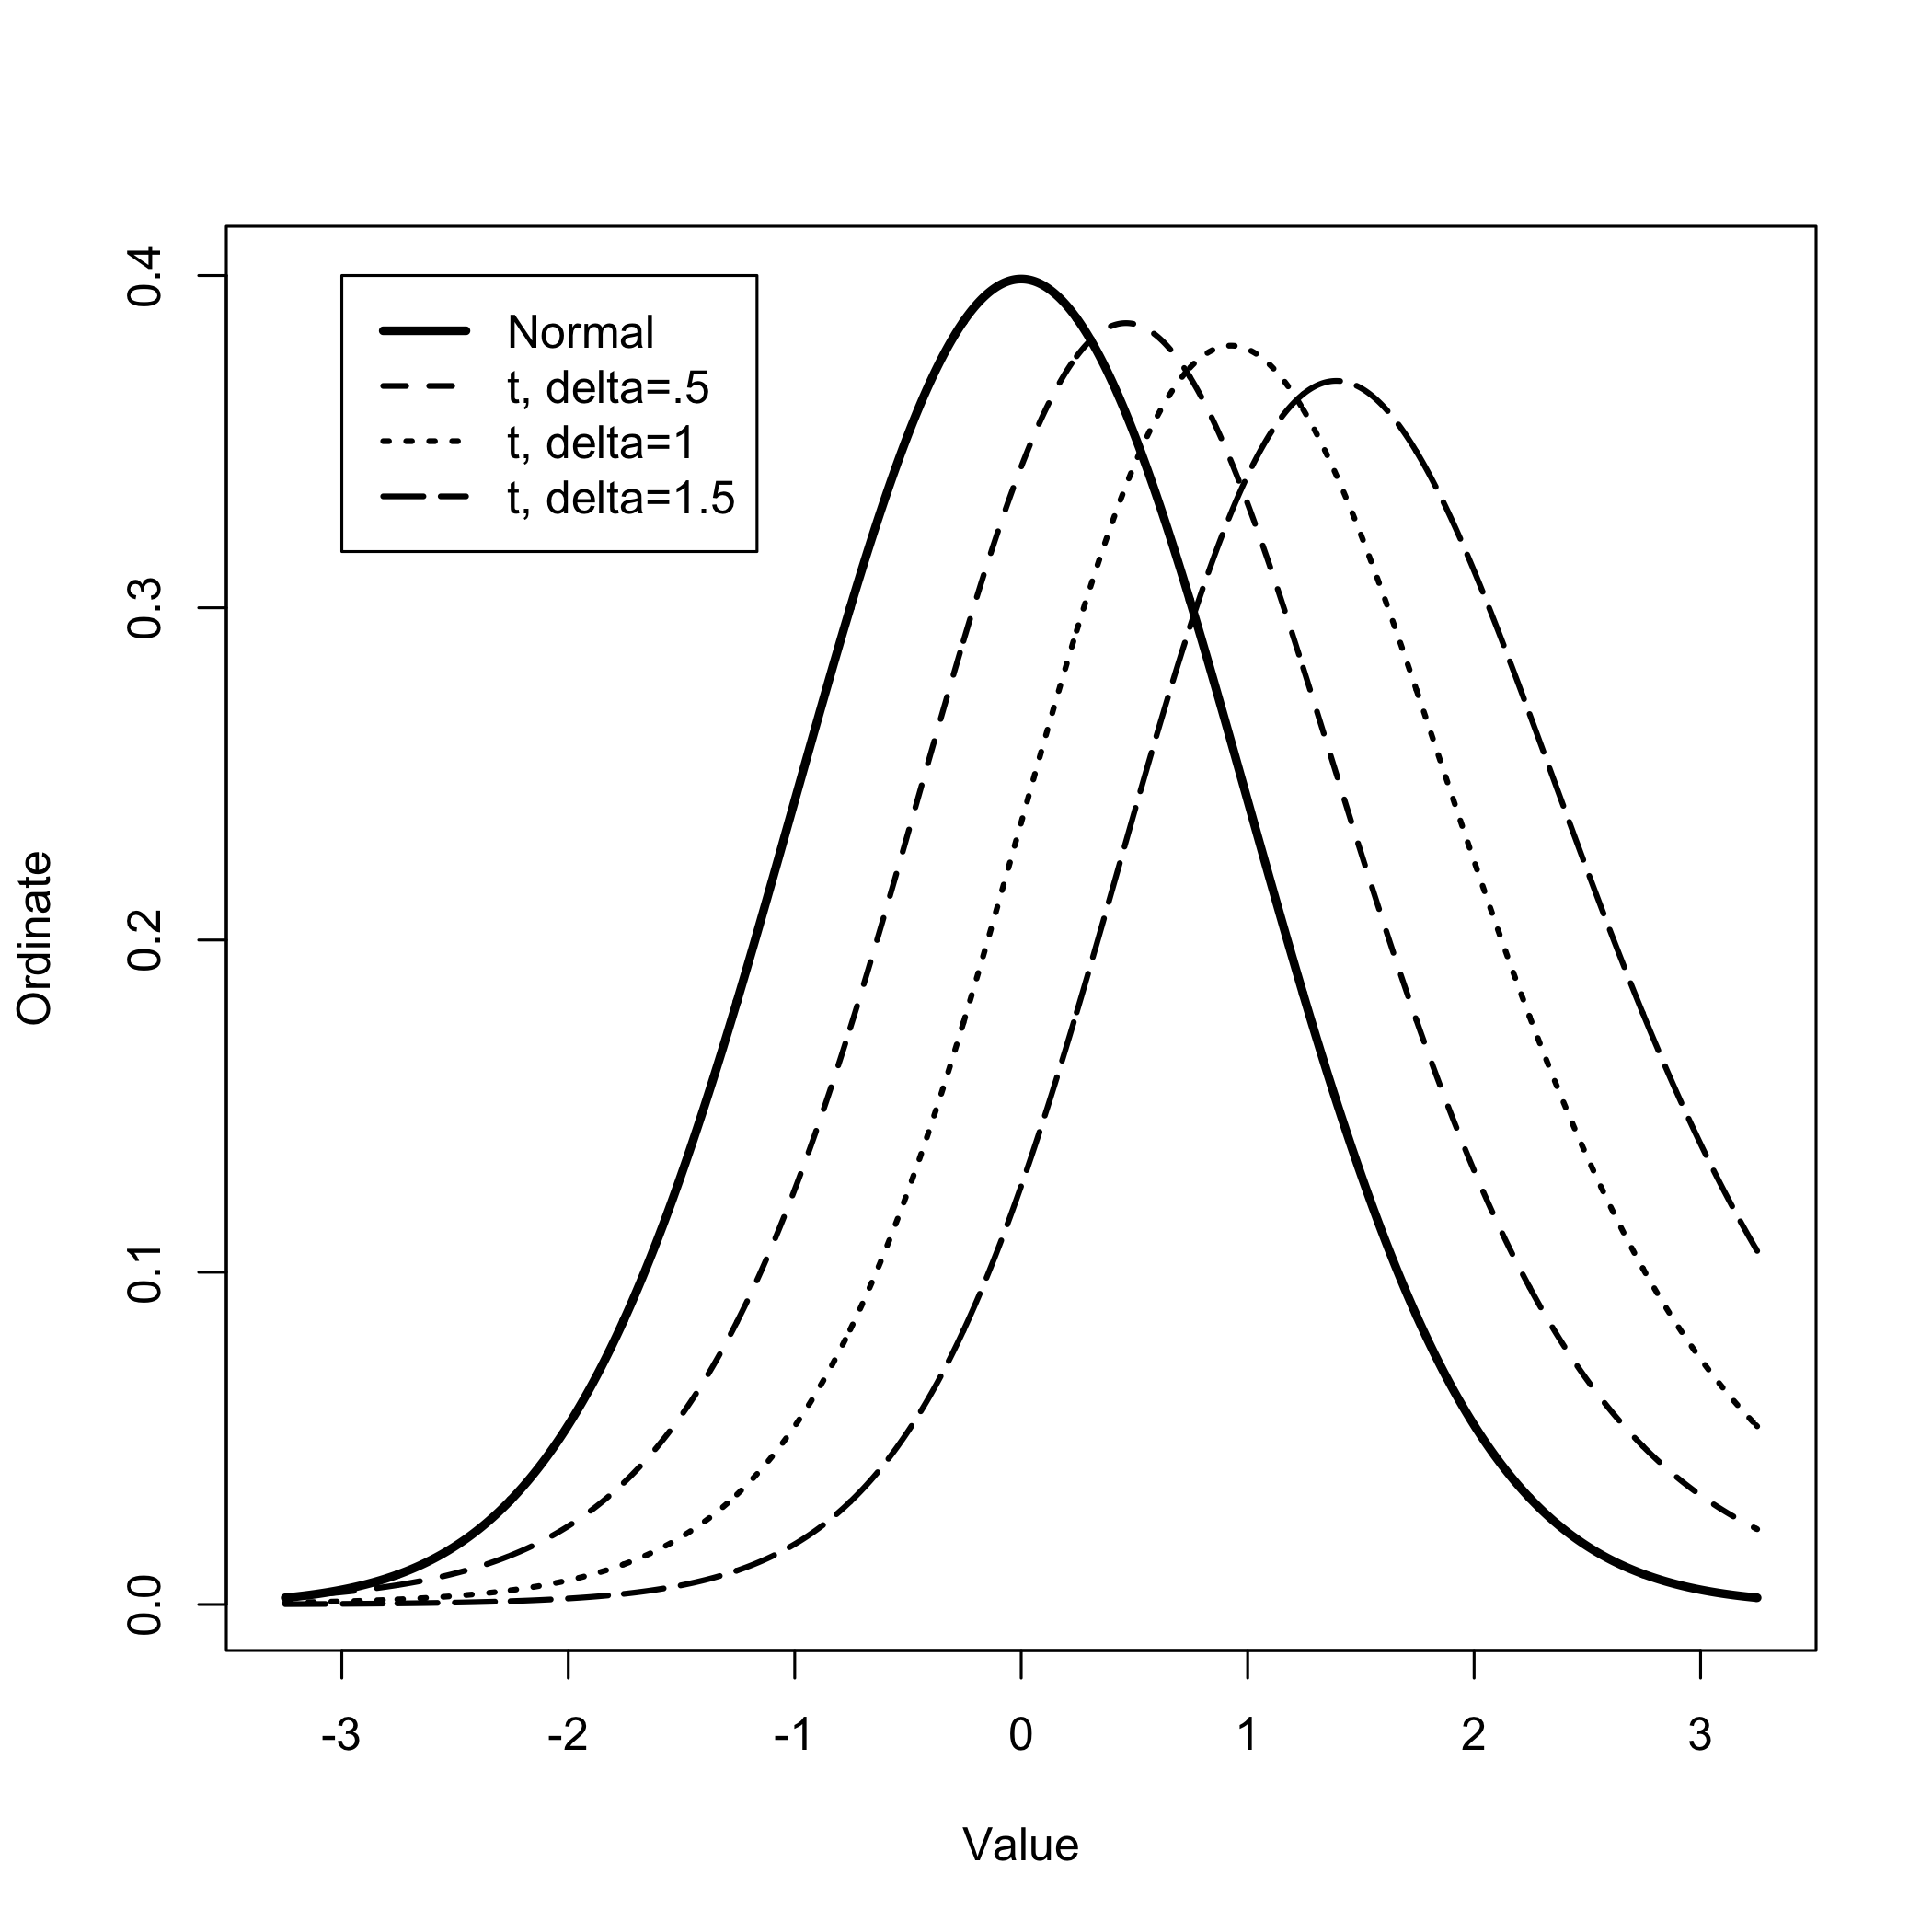 Normal
t, delta=.5
t, delta=1
t, delta=1.5
0.4
0.3
0.2
0.1
0.0
Ordinate
-3 -2 -1 0 1 2 3
Value